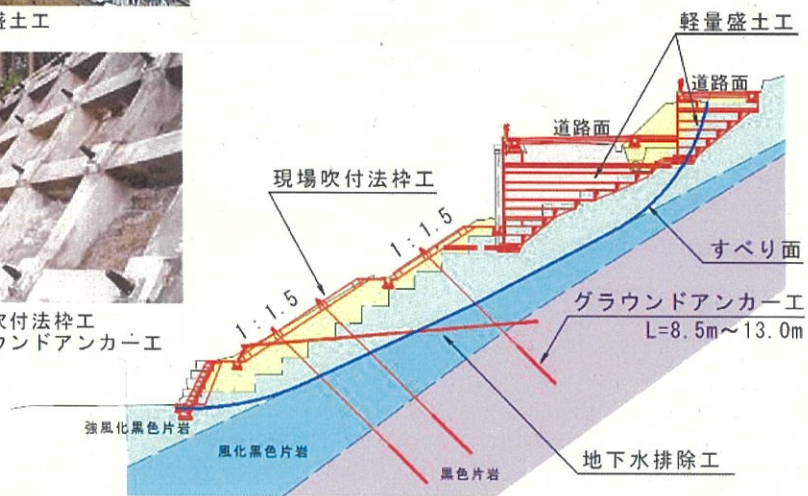 盛土工
吹付法枠工
ウンドアンカー工
軽量盛土工
道路面
道路面
現場吹付法枠工
1:1.5
1:1.5
すべり面
グラウンドアンカー工
L=8.5m~13.0m
地下水排除工
強風化黒色片岩
風化黒色片岩
黒色片岩